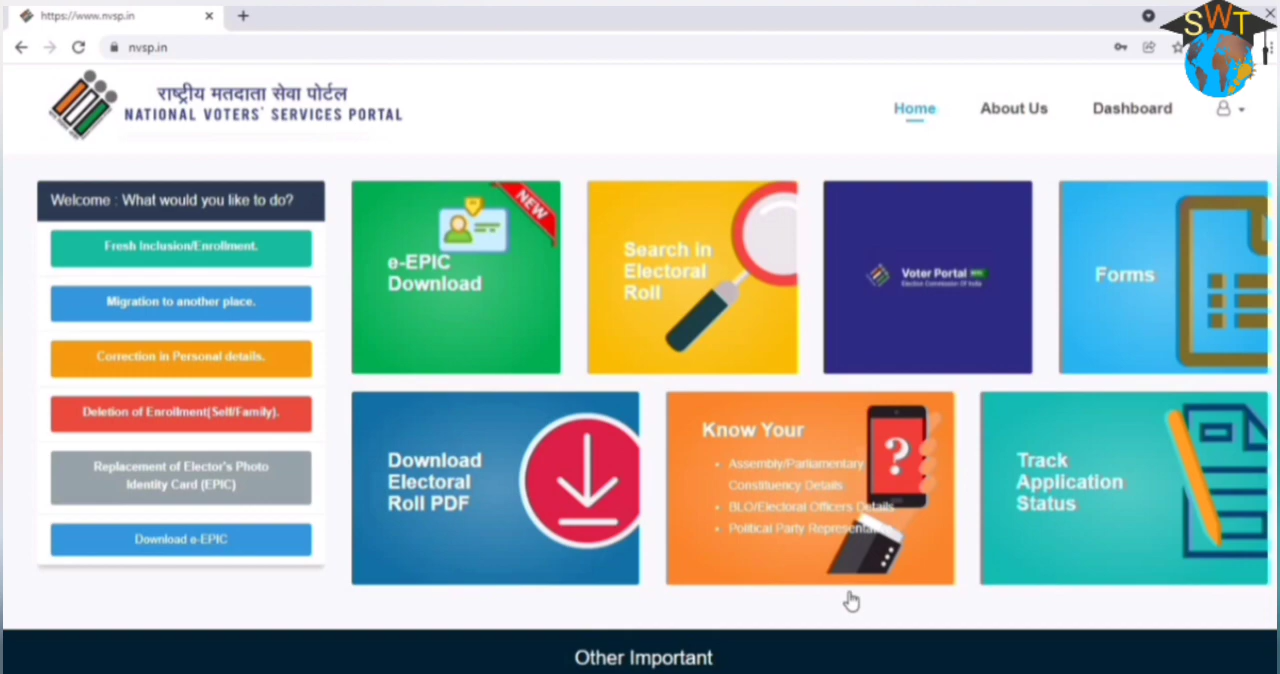 https://www.nvsp.in
nvsp.in
SWT
राष्ट्रीय मतदाता सेवा पोर्टल
NATIONAL VOTERS' SERVICES PORTAL
Home
About Us
Dashboard
Welcome : What would you like to do?
Fresh Inclusion/Enrollment.
Migration to another place.
Correction in Personal details.
Deletion of Enrollment(Self/Family).
Replacement of Elector's Photo
Identity Card (EPIC)
Download e-EPIC
NEW
e-EPIC
Download
Search in
Electoral
Roll
Voter Portal
Election Commission Of India
Forms
Download
Electoral
Roll PDF
Know Your
Assembly/Parliamentary
Constituency Details
BLO/Electoral Officers Details
Political Party
?
Track
Application
Status
Other Important